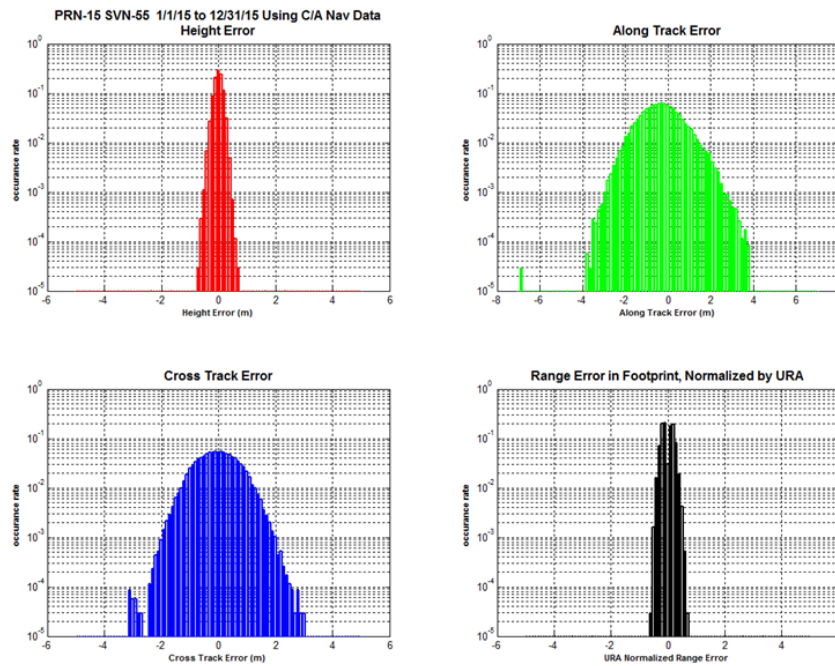 PRN-15 SVN-55 1/1/15 to 12/31/15 Using C/A Nav Data
Height Error
10^0
10^-1
10^-2
10^-3
10^-4
10^-5
occurance rate
-6 -4 -2 0 2 4 6
Height Error (m)
Along Track Error
10^0
10^-1
10^-2
10^-3
10^-4
10^-5
occurance rate
-8 -6 -4 -2 0 2 4 6
Along Track Error (m)
Cross Track Error
10^0
10^-1
10^-2
10^-3
10^-4
10^-5
occurance rate
-6 -4 -2 0 2 4 6
Cross Track Error (m)
Range Error in Footprint, Normalized by URA
10^0
10^-1
10^-2
10^-3
10^-4
10^-5
occurance rate
-6 -4 -2 0 2 4
URA Normalized Range Error